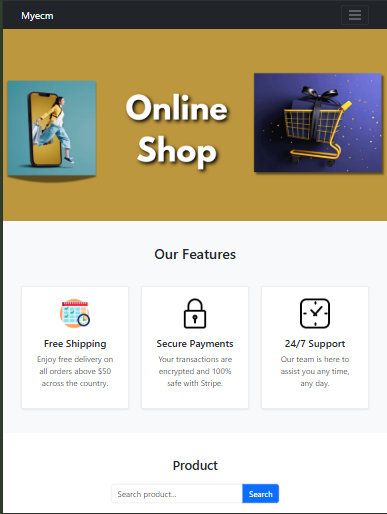 Myecm
Online
Shop
Our Features
Free Shipping
Enjoy free delivery on
all orders above $50
across the country.
Secure Payments
Your transactions are
encrypted and 100%
safe with Stripe.
24/7 Support
Our team is here to
assist you any time,
any day.
Product
Search product...
Search